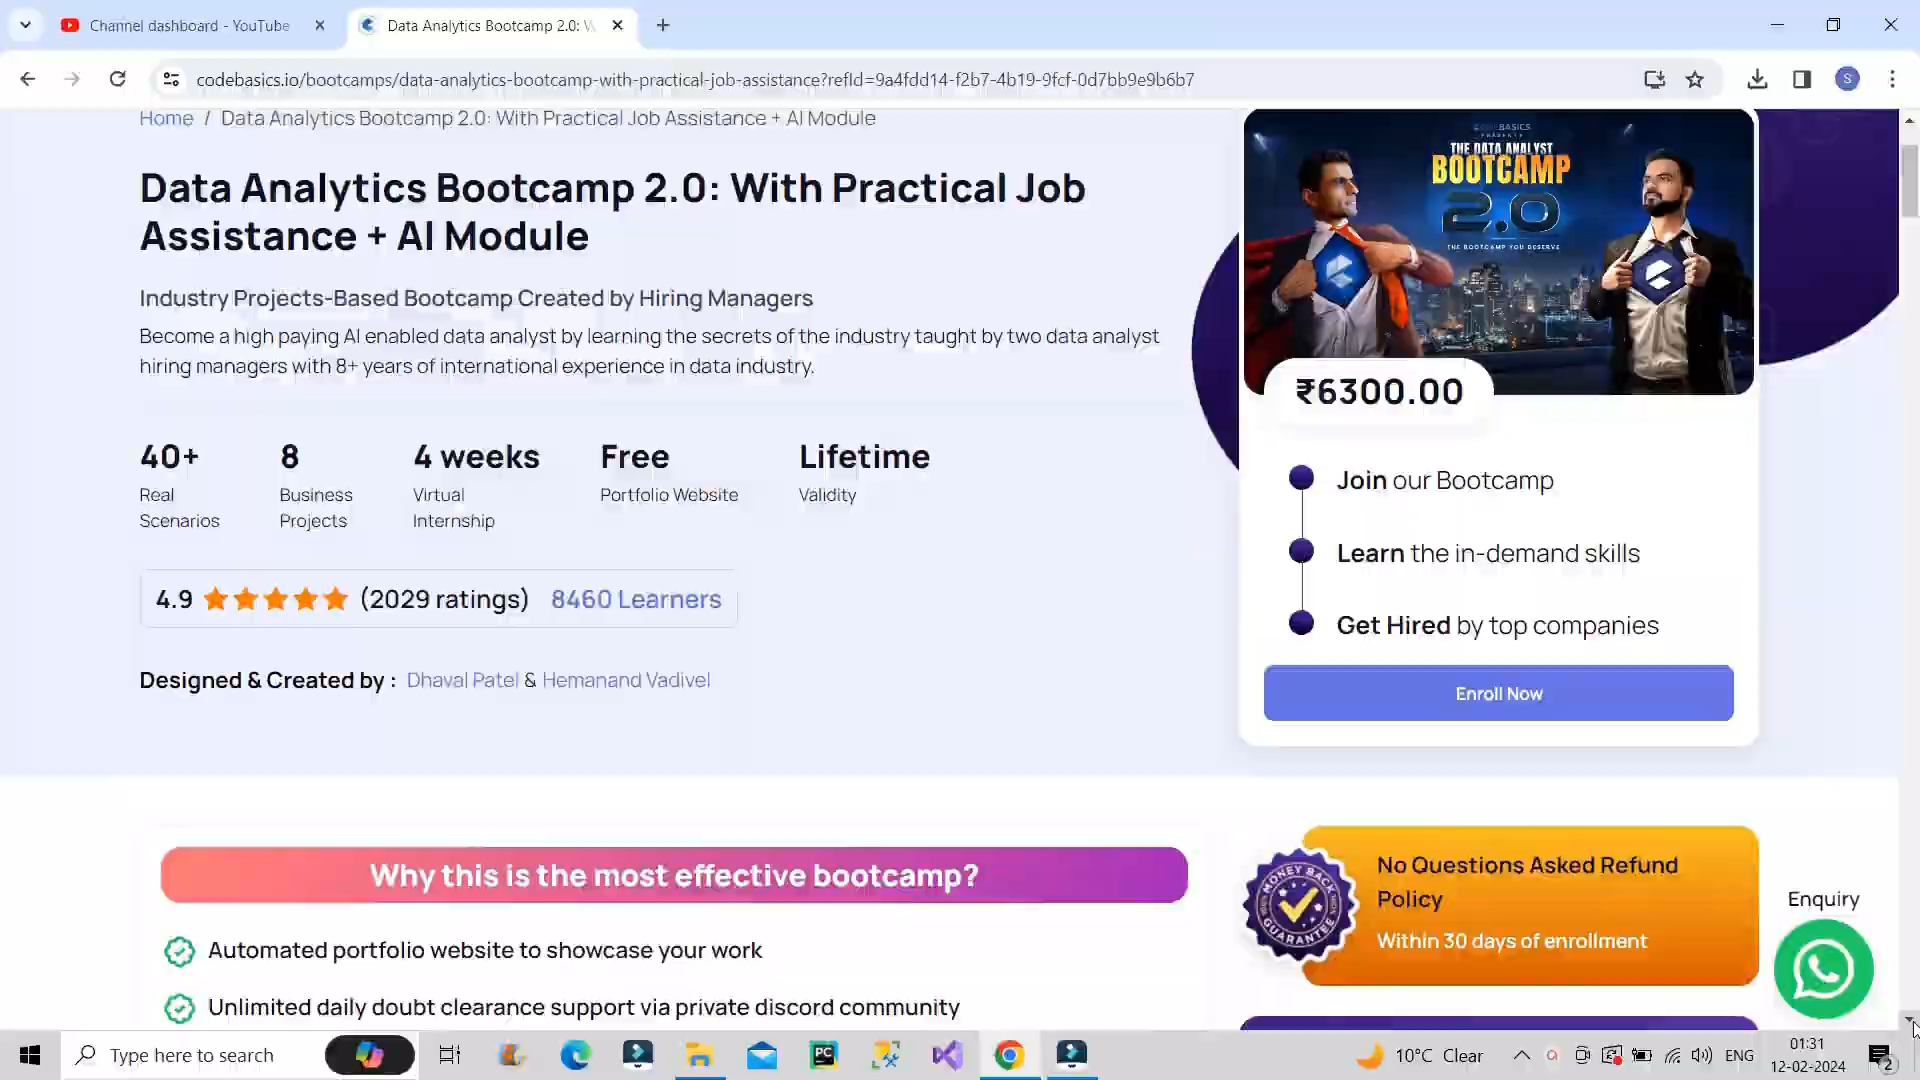 Channel dashboard - YouTube
Data Analytics Bootcamp 2.0: W
codebasics.io/bootcamps/data-analytics-bootcamp-with-practical-job-assistance?refId=9a4fdd14-f2b7-4b19-9fcf-0d7bb9e9b6b7
S
Home / Data Analytics Bootcamp 2.0: With Practical Job Assistance + AI Module
Data Analytics Bootcamp 2.0: With Practical Job
Assistance + AI Module
Industry Projects-Based Bootcamp Created by Hiring Managers
Become a high paying AI enabled data analyst by learning the secrets of the industry taught by two data analyst
hiring managers with 8+ years of international experience in data industry.
40+
Real
Scenarios
8
Business
Projects
4 weeks
Virtual
Internship
Free
Portfolio Website
Lifetime
Validity
4.9 (2029 ratings) 8460 Learners
Designed & Created by : Dhaval Patel & Hemanand Vadivel
CODEBASICS
PRESENTS
THE DATA ANALYST
BOOTCAMP
2.0
THE BOOTCAMP YOU DESERVE
₹6300.00
Join our Bootcamp
Learn the in-demand skills
Get Hired by top companies
Enroll Now
Why this is the most effective bootcamp?
Automated portfolio website to showcase your work
Unlimited daily doubt clearance support via private discord community
MONEY BACK
GUARANTEE
No Questions Asked Refund
Policy
Within 30 days of enrollment
Enquiry
Type here to search
PC
10°C Clear
ENG
01:31
12-02-2024
2